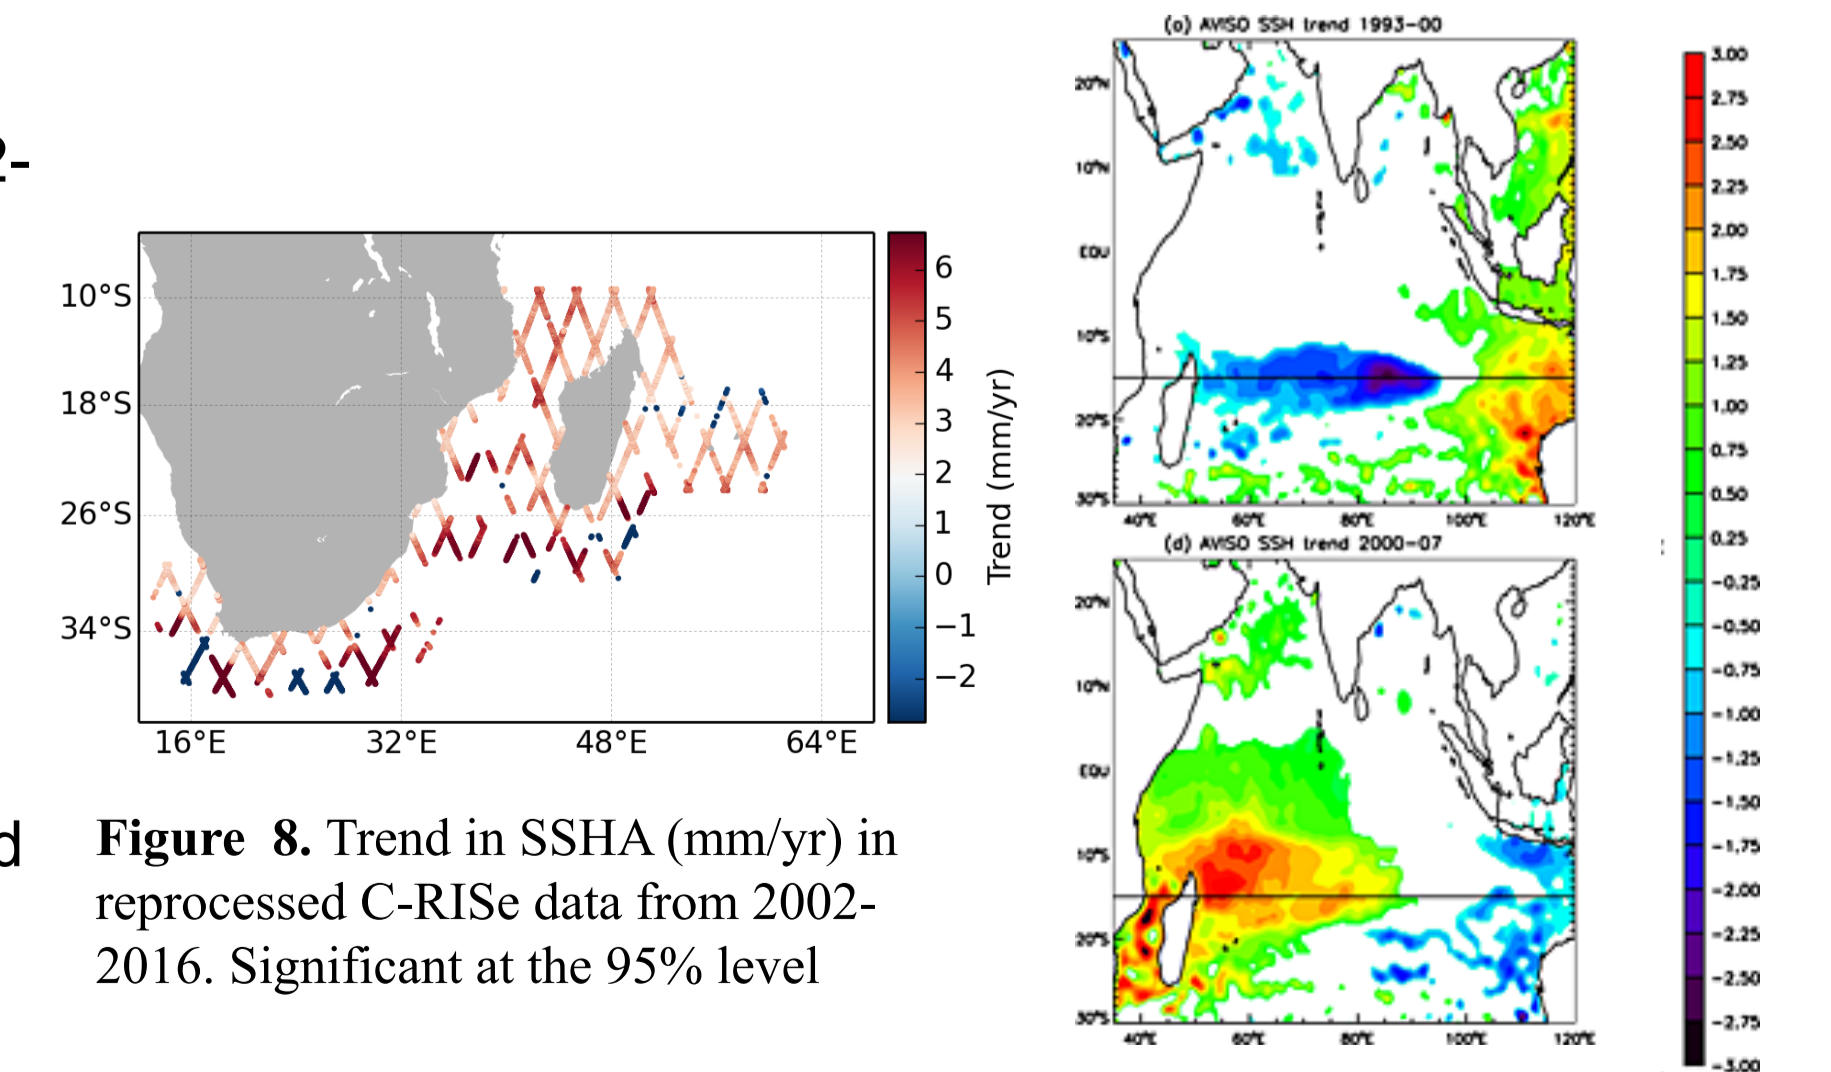 2-
d
10°S
18°S
26°S
34°S
16°E
32°E
48°E
64°E
6
5
4
3
2
1
0
−1
−2
Trend (mm/yr)
Figure 8. Trend in SSHA (mm/yr) in
reprocessed C-RISe data from 2002-
2016. Significant at the 95% level
(a) AVISO SSH trend 1993-00
20°N
10°N
EQU
10°S
20°S
30°S
40°E
60°E
80°E
100°E
120°E
(d) AVISO SSH trend 2000-07
20°N
10°N
EQU
10°S
20°S
30°S
40°E
60°E
80°E
100°E
120°E
3.00
2.75
2.50
2.25
2.00
1.75
1.50
1.25
1.00
0.75
0.50
0.25
-0.25
-0.50
-0.75
-1.00
-1.25
-1.50
-1.75
-2.00
-2.25
-2.50
-2.75
-3.00